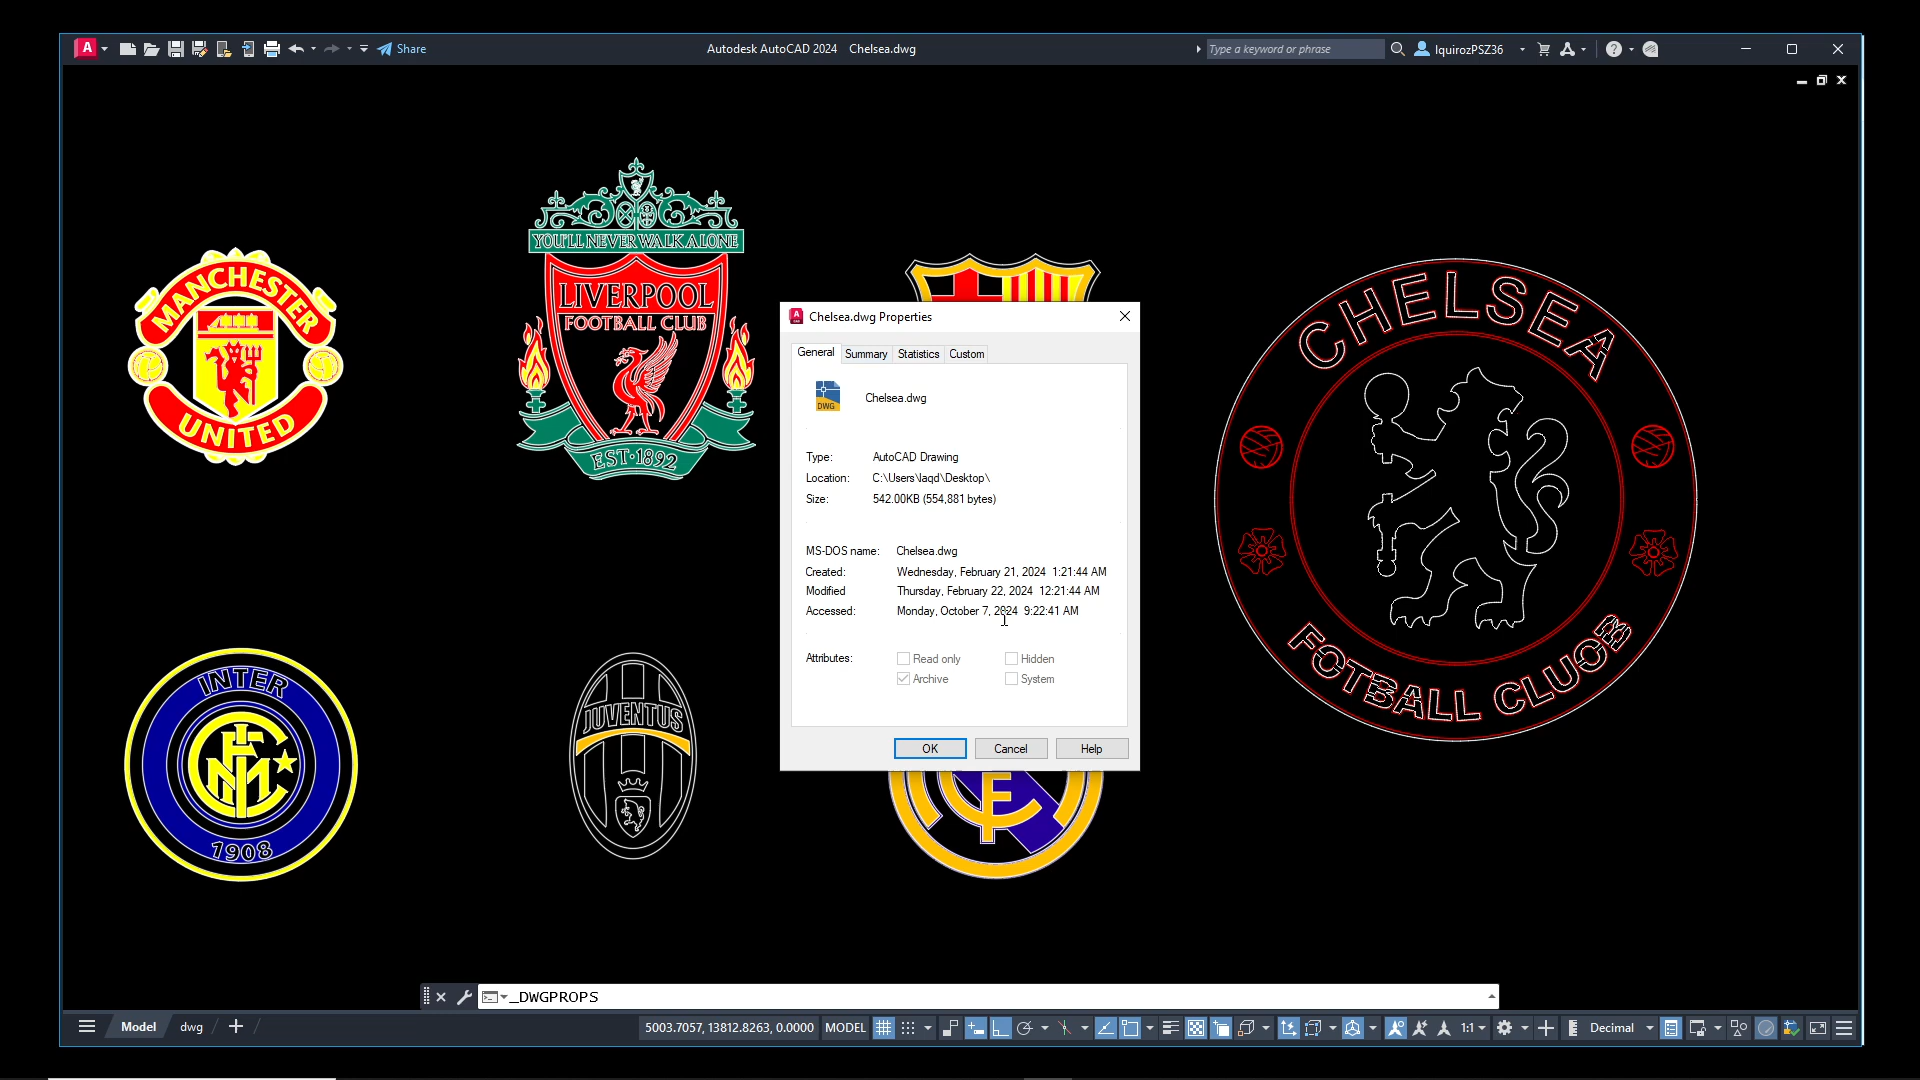 A Share Autodesk AutoCAD 2024 Chelsea.dwg Type a keyword or phrase lquirozPSZ36
MANCHESTER
UNITED
YOU'LL NEVER WALK ALONE
LIVERPOOL
FOOTBALL CLUB
EST·1892
CHELSEA
FOTBALL CLUOB
INTER
1908
JUVENTUS
Chelsea.dwg Properties
General Summary Statistics Custom
DWG Chelsea.dwg
Type: AutoCAD Drawing
Location: C:\Users\laqd\Desktop\
Size: 542.00KB (554,881 bytes)
MS-DOS name: Chelsea.dwg
Created: Wednesday, February 21, 2024 1:21:44 AM
Modified Thursday, February 22, 2024 12:21:44 AM
Accessed: Monday, October 7, 2024 9:22:41 AM
Attributes: Read only Hidden
Archive System
OK Cancel Help
_DWGPROPS
Model dwg 5003.7057, 13812.8263, 0.0000 MODEL 1:1 Decimal